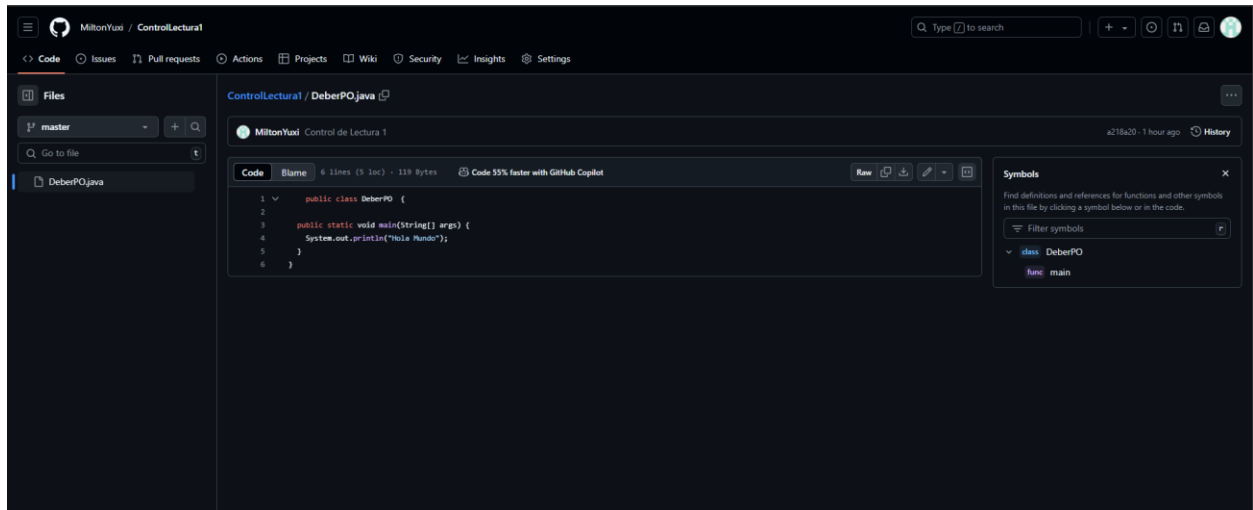 MiltonYuxi / ControlLectura1
Type / to search
Code Issues Pull requests Actions Projects Wiki Security Insights Settings
Files
master
Go to file
t
DeberPO.java
ControlLectura1 / DeberPO.java
MiltonYuxi Control de Lectura 1
a218a20 · 1 hour ago History
Code Blame 6 lines (5 loc) · 119 Bytes Code 55% faster with GitHub Copilot
Raw
1 public class DeberPO {
2
3 public static void main(String[] args) {
4 System.out.println("Hola Mundo");
5 }
6 }
Symbols
Find definitions and references for functions and other symbols
in this file by clicking a symbol below or in the code.
Filter symbols
r
class DeberPO
func main